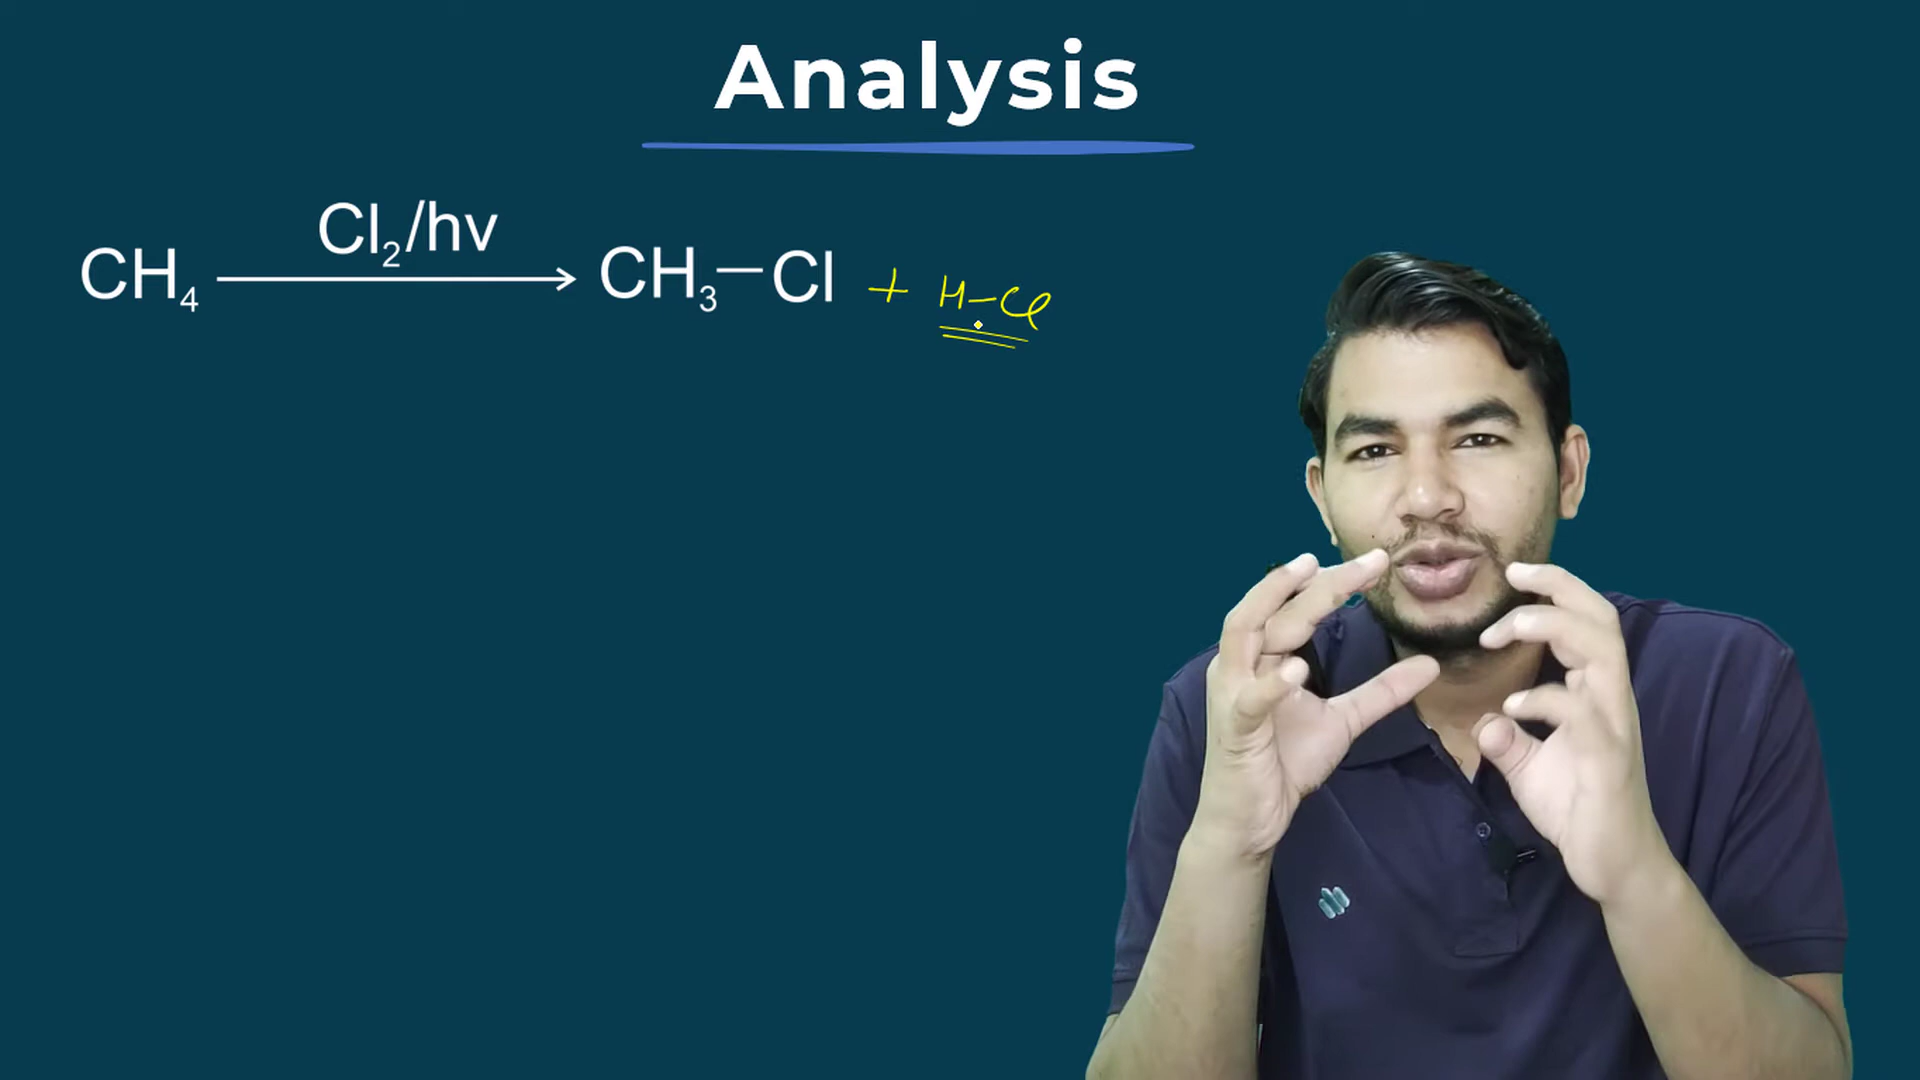 Analysis
Cl₂/hv
CH₄ ⟶ CH₃—Cl + H-Cl